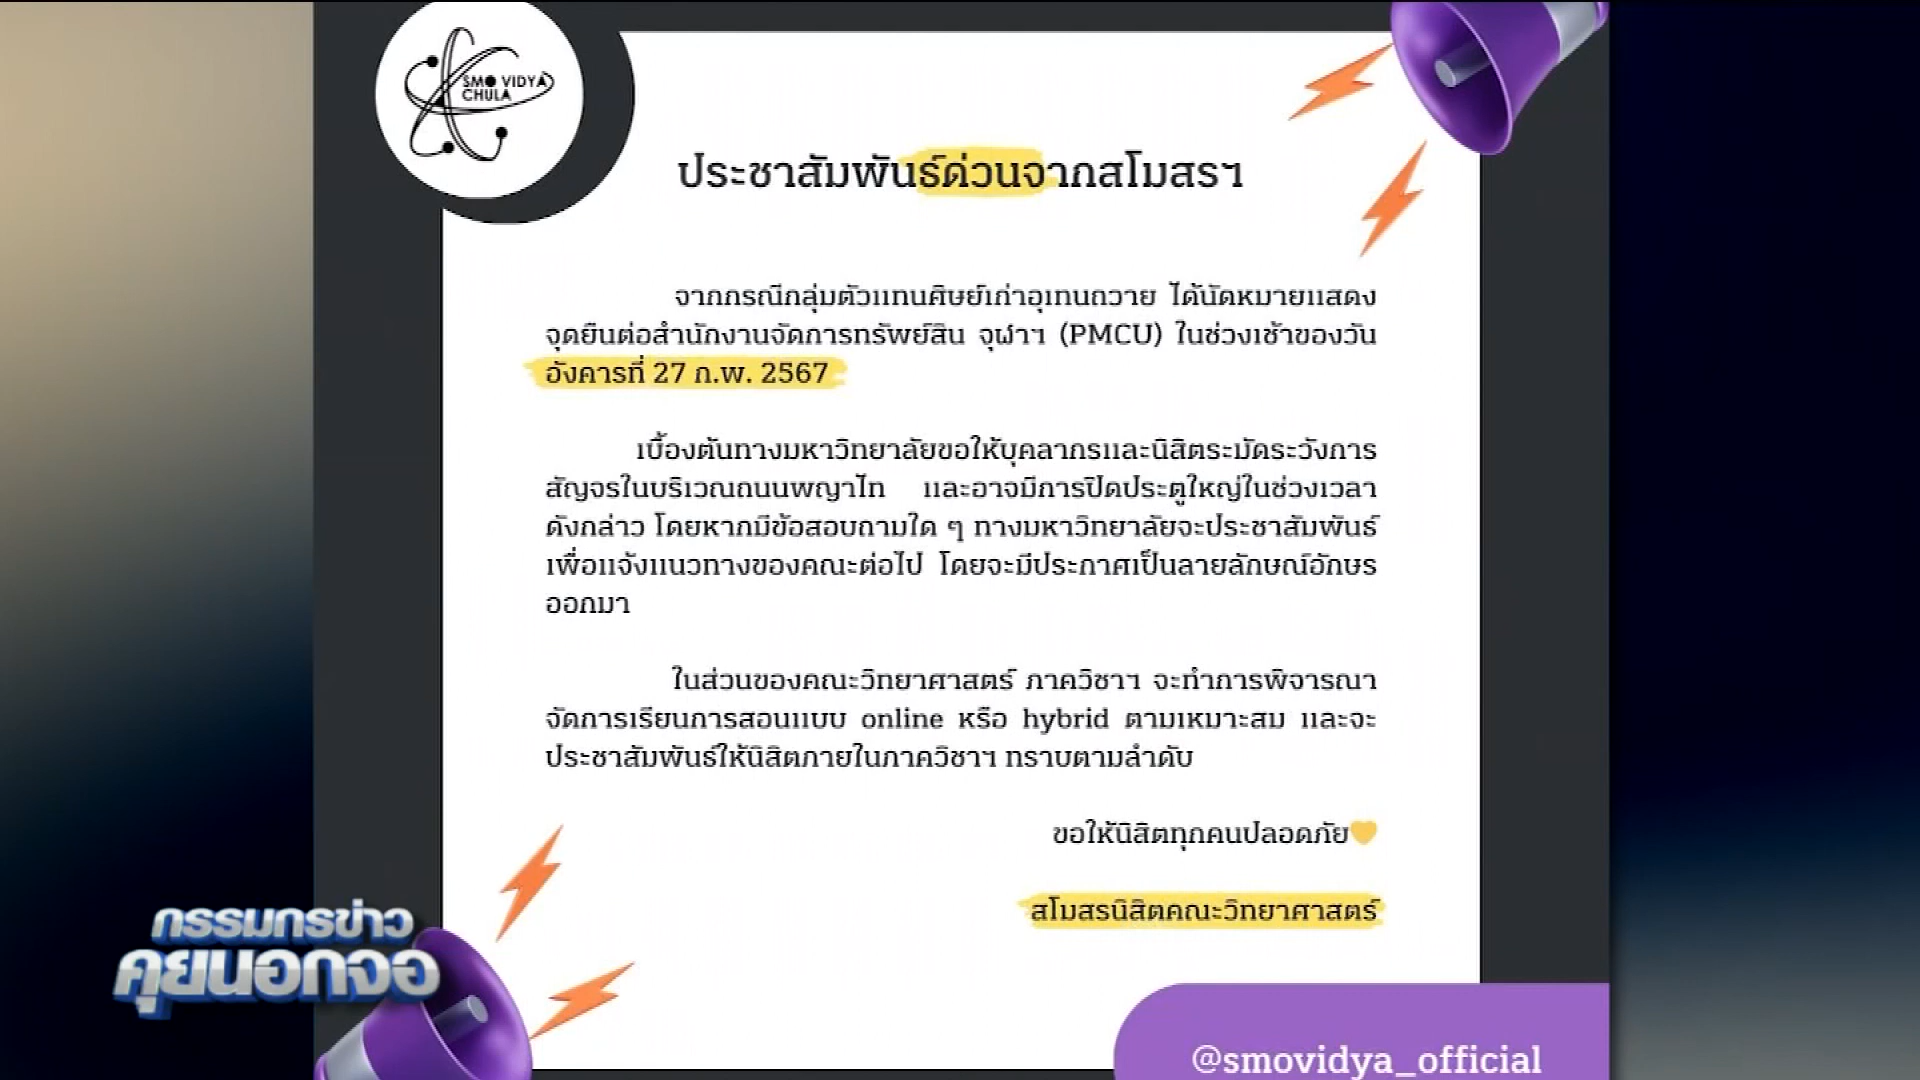 SMO VIDYA
CHULA
ประชาสัมพันธ์ด่วนจากสโมสรฯ
จากกรณีกลุ่มตัวแทนศิษย์เก่าอุเทนถวาย ได้นัดหมายแสดง
จุดยืนต่อสำนักงานจัดการทรัพย์สิน จุฬาฯ (PMCU) ในช่วงเช้าของวัน
อังคารที่ 27 ก.พ. 2567
เบื้องต้นทางมหาวิทยาลัยขอให้บุคลากรและนิสิตระมัดระวังการ
สัญจรในบริเวณถนนพญาไท และอาจมีการปิดประตูใหญ่ในช่วงเวลา
ดังกล่าว โดยหากมีข้อสอบถามใด ๆ ทางมหาวิทยาลัยจะประชาสัมพันธ์
เพื่อแจ้งแนวทางของคณะต่อไป โดยจะมีประกาศเป็นลายลักษณ์อักษร
ออกมา
ในส่วนของคณะวิทยาศาสตร์ ภาควิชาฯ จะทำการพิจารณา
จัดการเรียนการสอนแบบ online หรือ hybrid ตามเหมาะสม และจะ
ประชาสัมพันธ์ให้นิสิตภายในภาควิชาฯ ทราบตามลำดับ
ขอให้นิสิตทุกคนปลอดภัย
สโมสรนิสิตคณะวิทยาศาสตร์
กรรมกรข่าว
คุยนอกจอ
@smovidya_official